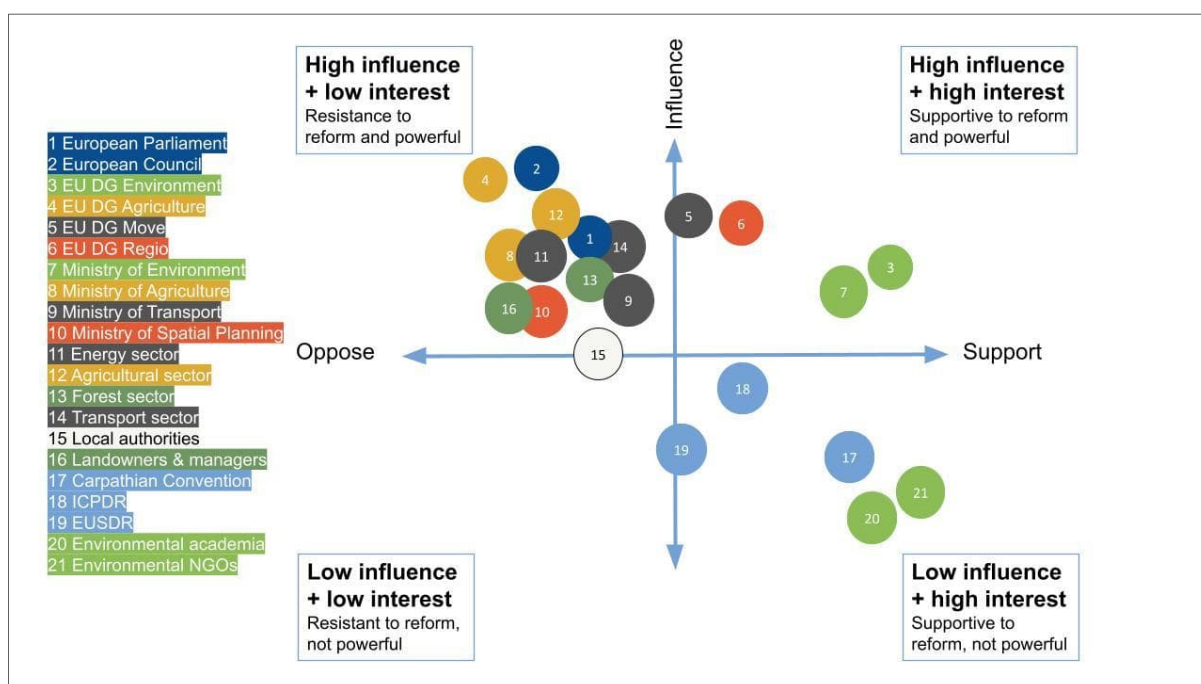 High influence
+ low interest
Resistance to
reform and powerful
Influence
High influence
+ high interest
Supportive to reform
and powerful
1 European Parliament
2 European Council
3 EU DG Environment
4 EU DG Agriculture
5 EU DG Move
6 EU DG Regio
7 Ministry of Environment
8 Ministry of Agriculture
9 Ministry of Transport
10 Ministry of Spatial Planning
11 Energy sector
12 Agricultural sector
13 Forest sector
14 Transport sector
15 Local authorities
16 Landowners & managers
17 Carpathian Convention
18 ICPDR
19 EUSDR
20 Environmental academia
21 Environmental NGOs
2
4
12
5
6
1
14
8
11
3
13
7
9
16
10
Oppose
15
Support
18
19
17
21
20
Low influence
+ low interest
Resistant to reform,
not powerful
Low influence
+ high interest
Supportive to
reform, not powerful